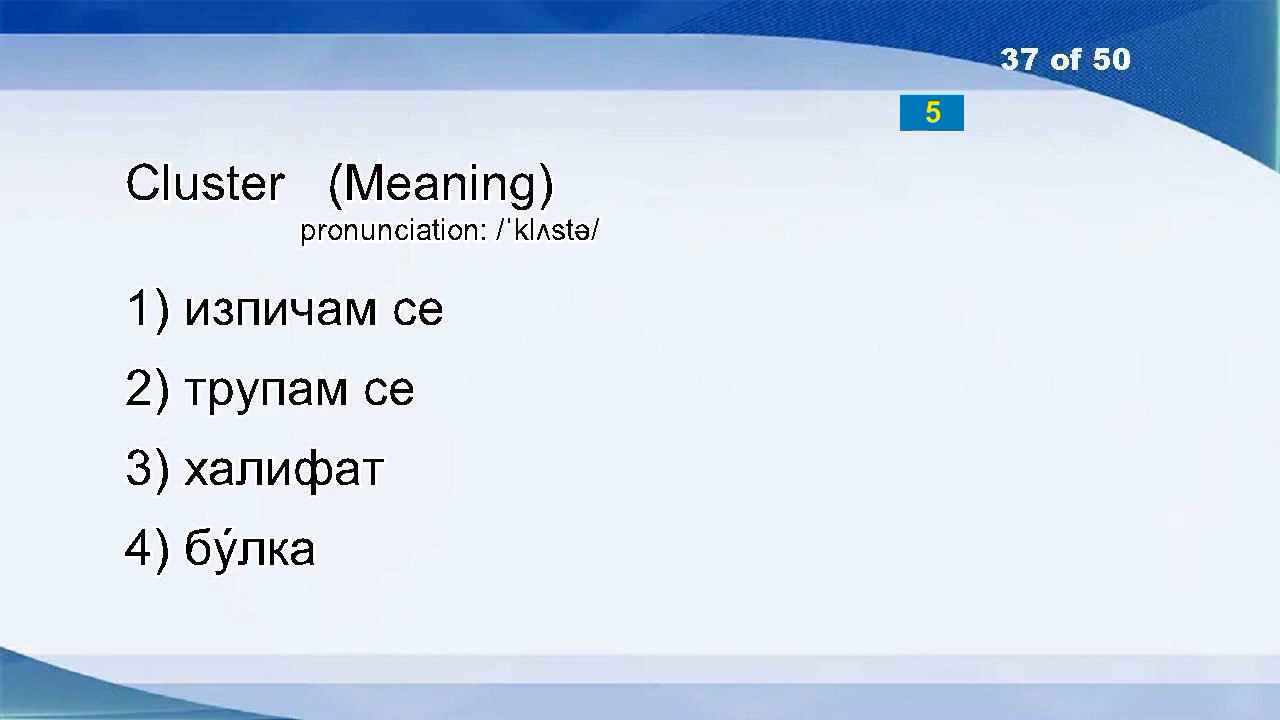 37 of 50
5
Cluster (Meaning)
pronunciation: /ˈklʌstə/
1) изпичам се
2) трупам се
3) халифат
4) бу́лка